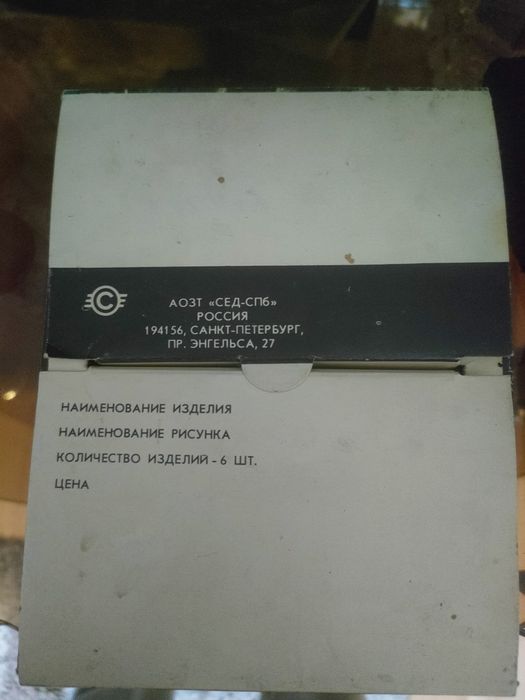 АОЗТ «СЕД-СПб»
РОССИЯ
194156, САНКТ-ПЕТЕРБУРГ,
ПР. ЭНГЕЛЬСА, 27
НАИМЕНОВАНИЕ ИЗДЕЛИЯ
НАИМЕНОВАНИЕ РИСУНКА
КОЛИЧЕСТВО ИЗДЕЛИЙ - 6 ШТ.
ЦЕНА